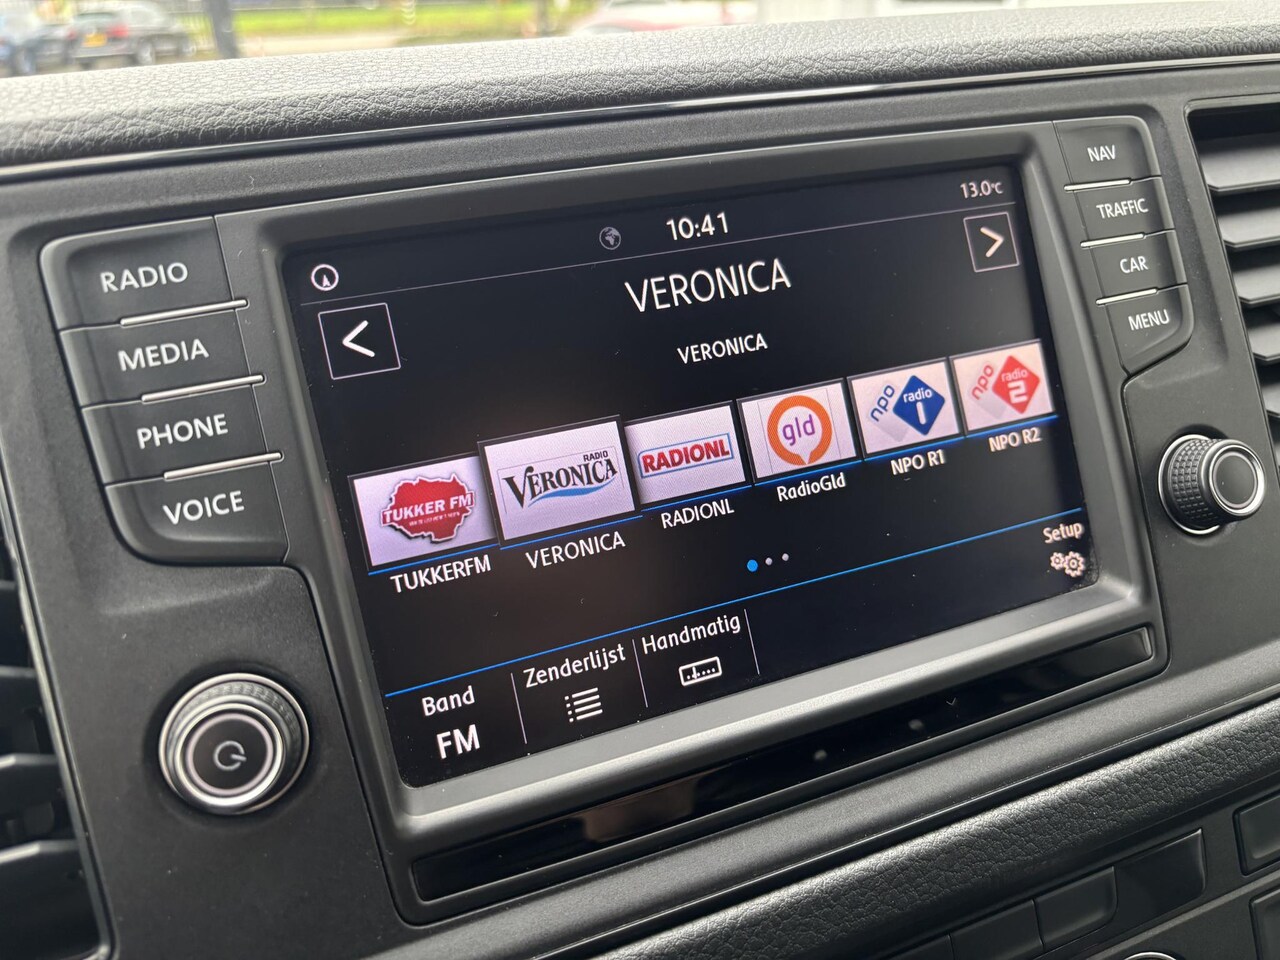 RADIO
MEDIA
PHONE
VOICE
10:41
13.0°C
VERONICA
VERONICA
TUKKER FM
TUKKERFM
RADIO
VERONICA
VERONICA
RADIONL
RADIONL
gld
RadioGld
npo
radio
1
NPO R1
npo
radio
2
NPO R2
Setup
Band
FM
Zenderlijst
Handmatig
NAV
TRAFFIC
CAR
MENU